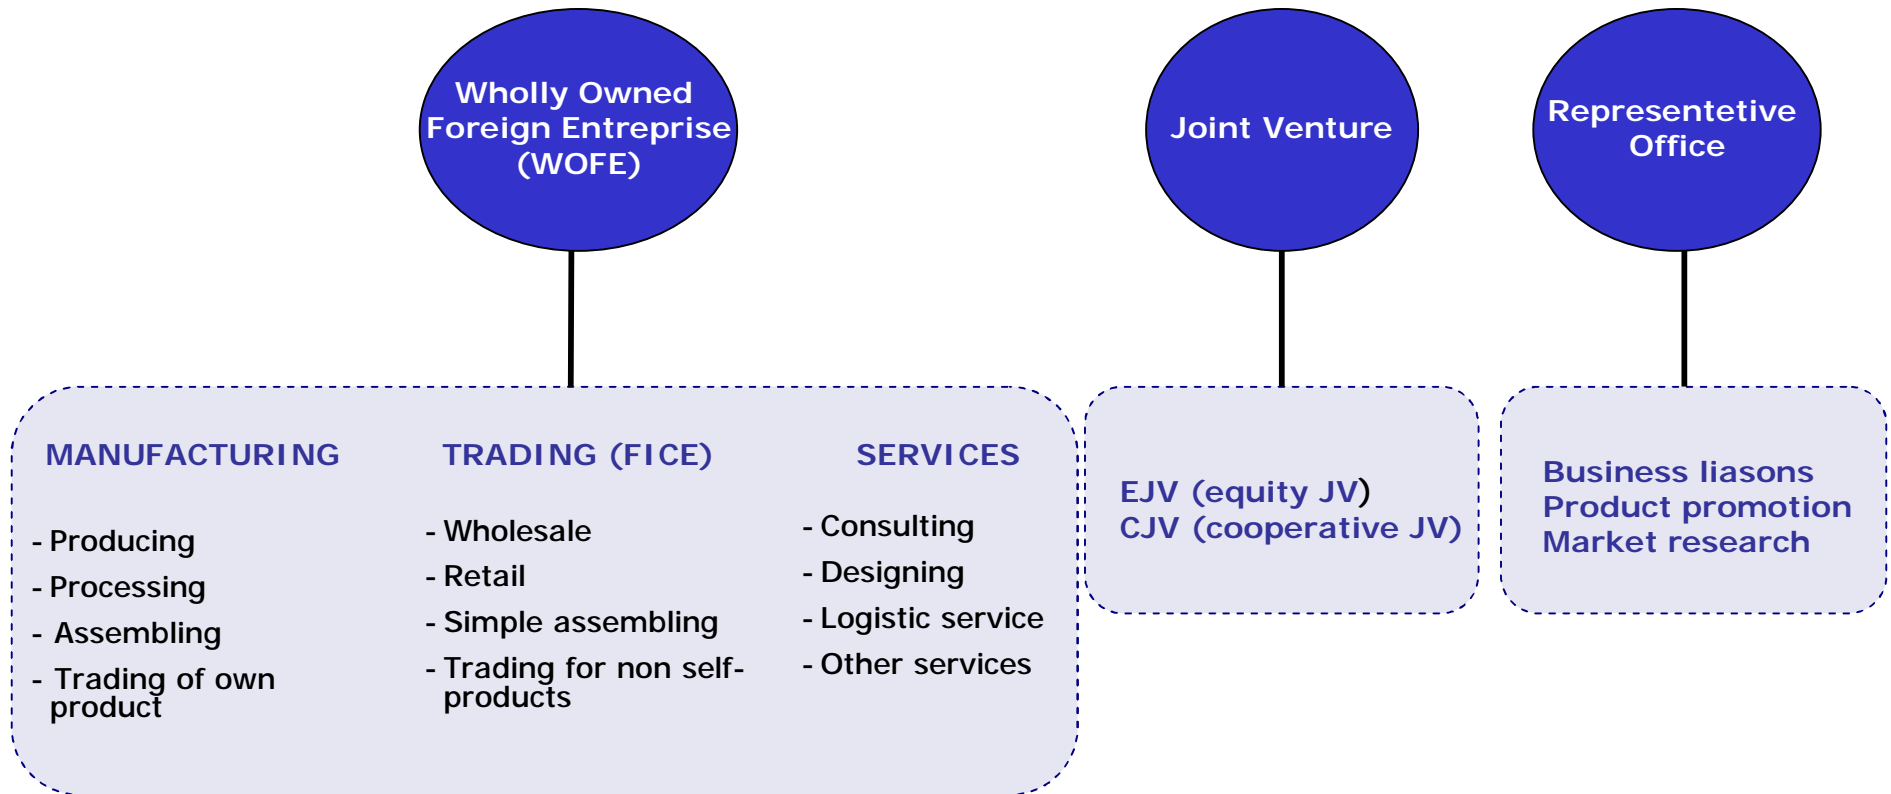 Wholly Owned
Foreign Entreprise
(WOFE)
Joint Venture
Representetive
Office
MANUFACTURING
- Producing
- Processing
- Assembling
- Trading of own
product
TRADING (FICE)
- Wholesale
- Retail
- Simple assembling
- Trading for non self-
products
SERVICES
- Consulting
- Designing
- Logistic service
- Other services
EJV (equity JV)
CJV (cooperative JV)
Business liasons
Product promotion
Market research